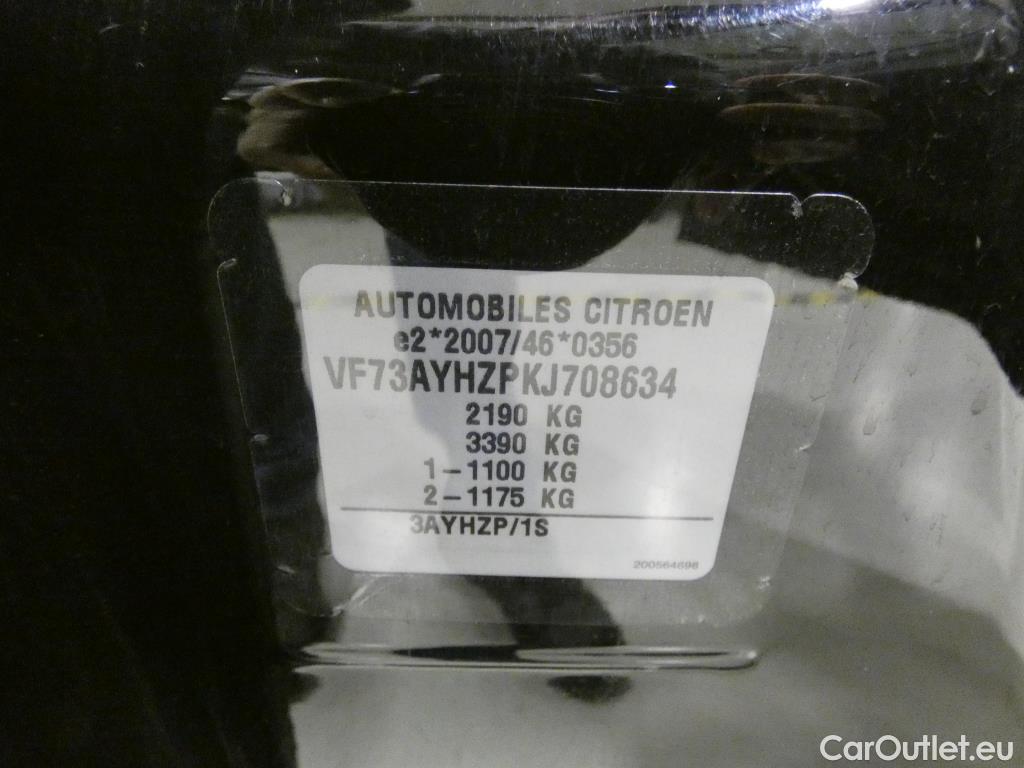 AUTOMOBILES CITROEN
e2*2007/46*0356
VF73AYHZPKJ708634
2190 KG
3390 KG
1-1100 KG
2-1175 KG
3AYHZP/1S
200564698
CarOutlet.eu